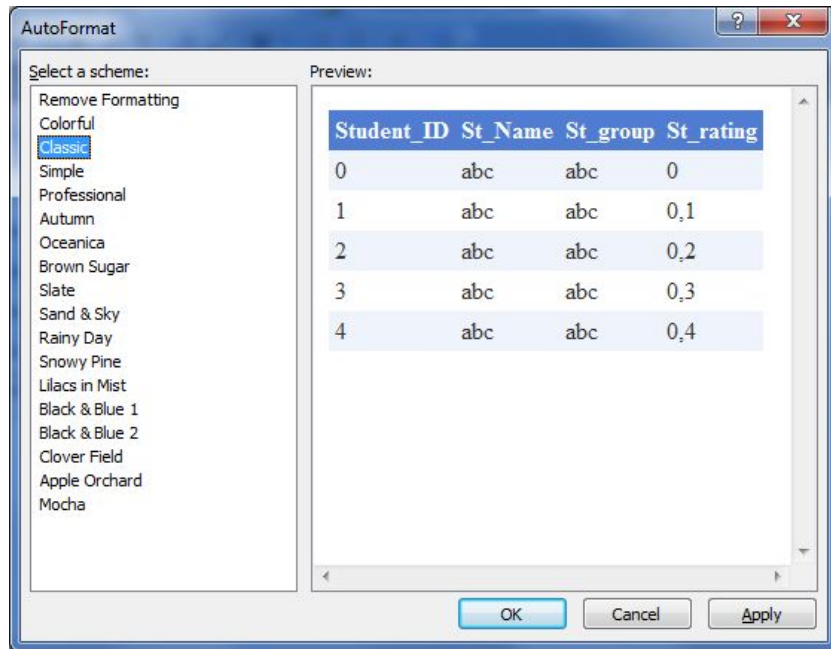 AutoFormat
?
X
Select a scheme:
Remove Formatting
Colorful
Classic
Simple
Professional
Autumn
Oceanica
Brown Sugar
Slate
Sand & Sky
Rainy Day
Snowy Pine
Lilacs in Mist
Black & Blue 1
Black & Blue 2
Clover Field
Apple Orchard
Mocha
Preview:
Student_ID St_Name St_group St_rating
0 abc abc 0
1 abc abc 0,1
2 abc abc 0,2
3 abc abc 0,3
4 abc abc 0,4
OK Cancel Apply